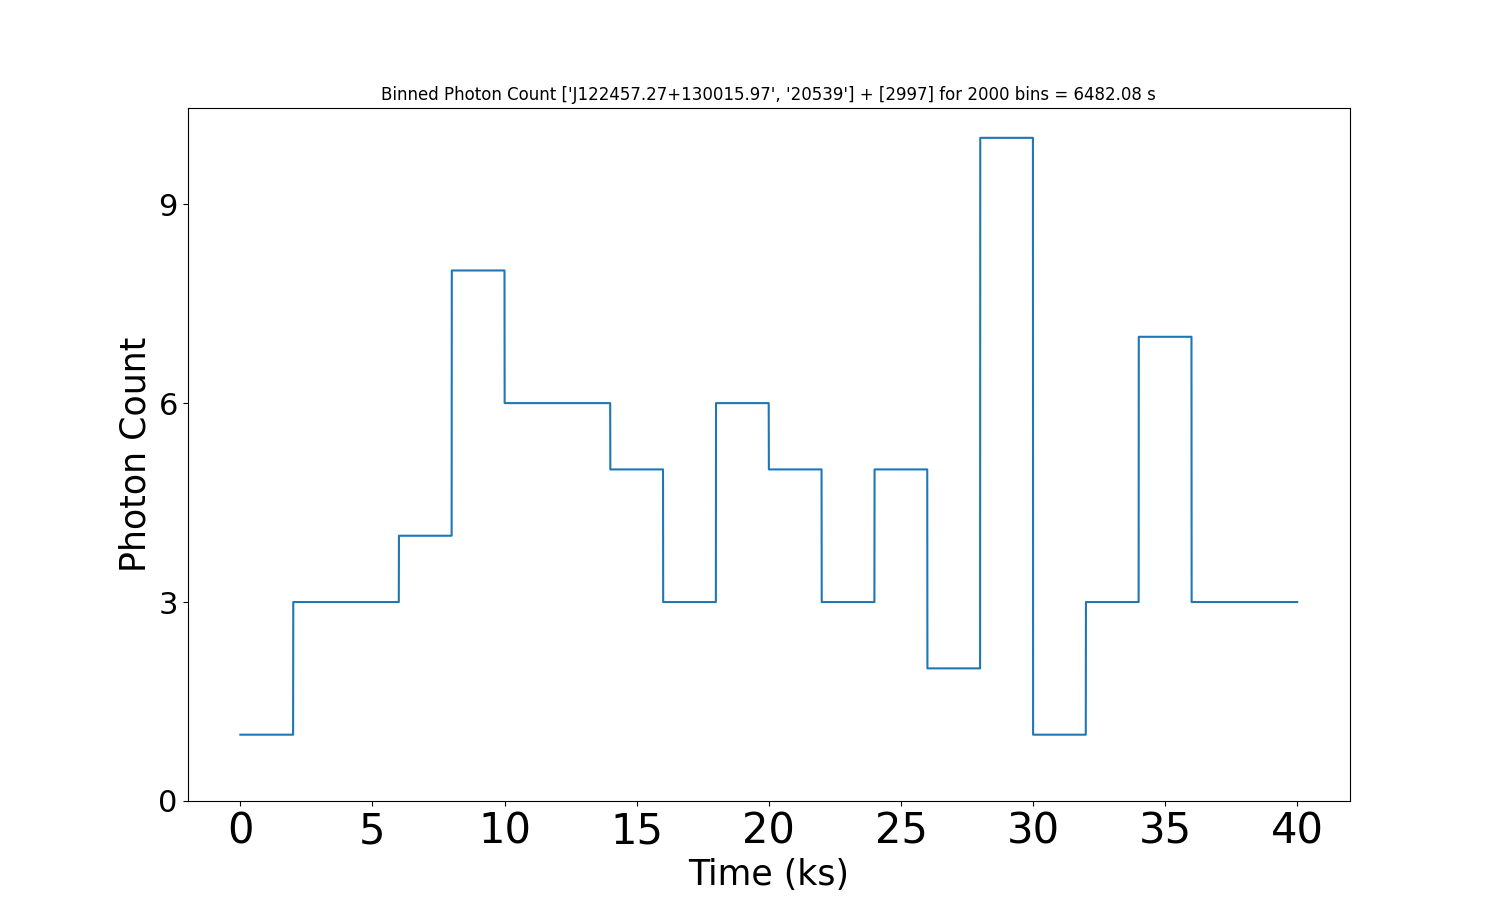 Binned Photon Count ['J122457.27+130015.97', '20539'] + [2997] for 2000 bins = 6482.08 s
9
6
3
0
Photon Count
0 5 10 15 20 25 30 35 40
Time (ks)